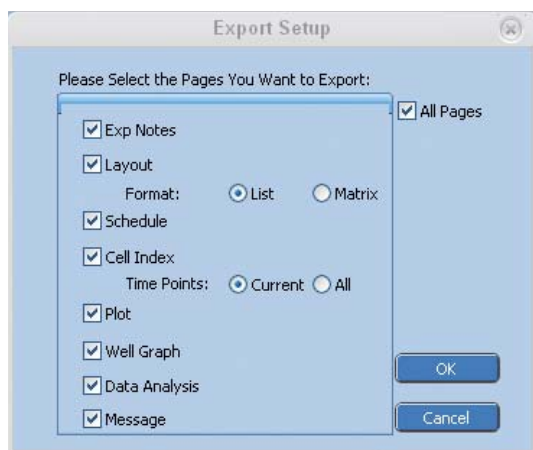 Export Setup
Please Select the Pages You Want to Export:
All Pages
Exp Notes
Layout
Format: List Matrix
Schedule
Cell Index
Time Points: Current All
Plot
Well Graph
OK
Data Analysis
Message
Cancel